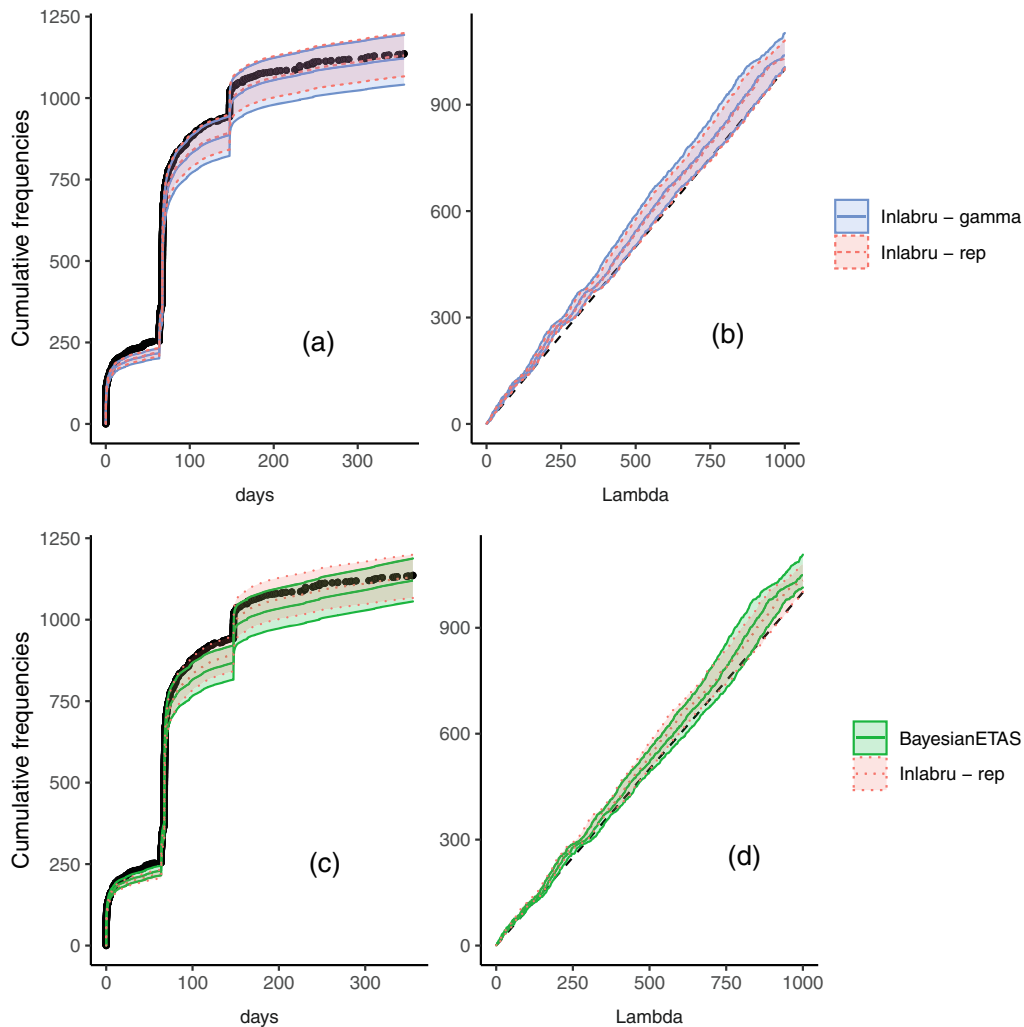 1250
1000
750
500
250
0
Cumulative frequencies
(a)
0 100 200 300
days
900
600
300
0
(b)
0 250 500 750 1000
Lambda
Inlabru − gamma
Inlabru − rep
1250
1000
750
500
250
0
Cumulative frequencies
(c)
0 100 200 300
days
900
600
300
0
(d)
0 250 500 750 1000
Lambda
BayesianETAS
Inlabru − rep